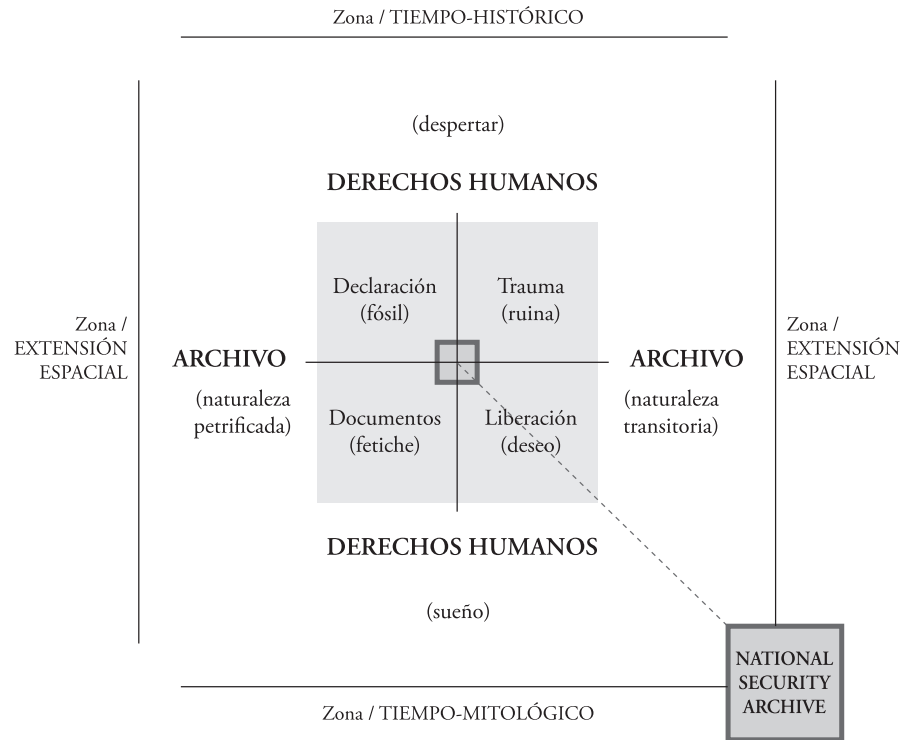 Zona / TIEMPO-HISTÓRICO
(despertar)
DERECHOS HUMANOS
Declaración
(fósil)
Trauma
(ruina)
Zona /
EXTENSIÓN
ESPACIAL
ARCHIVO
(naturaleza
petrificada)
ARCHIVO
(naturaleza
transitoria)
Zona /
EXTENSIÓN
ESPACIAL
Documentos
(fetiche)
Liberación
(deseo)
DERECHOS HUMANOS
(sueño)
NATIONAL
SECURITY
ARCHIVE
Zona / TIEMPO-MITOLÓGICO